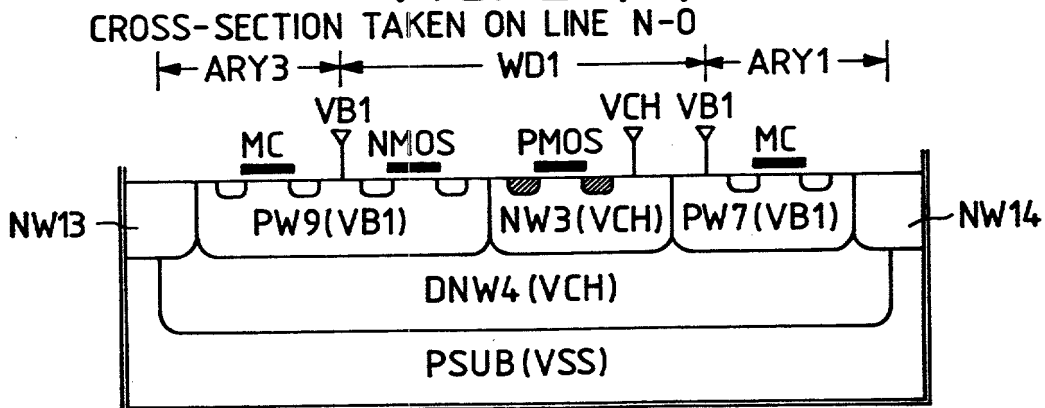 CROSS-SECTION TAKEN ON LINE N-O
ARY3 WD1 ARY1
VB1 VCH VB1
MC NMOS PMOS MC
NW13 PW9(VB1) NW3(VCH) PW7(VB1) NW14
DNW4(VCH)
PSUB(VSS)